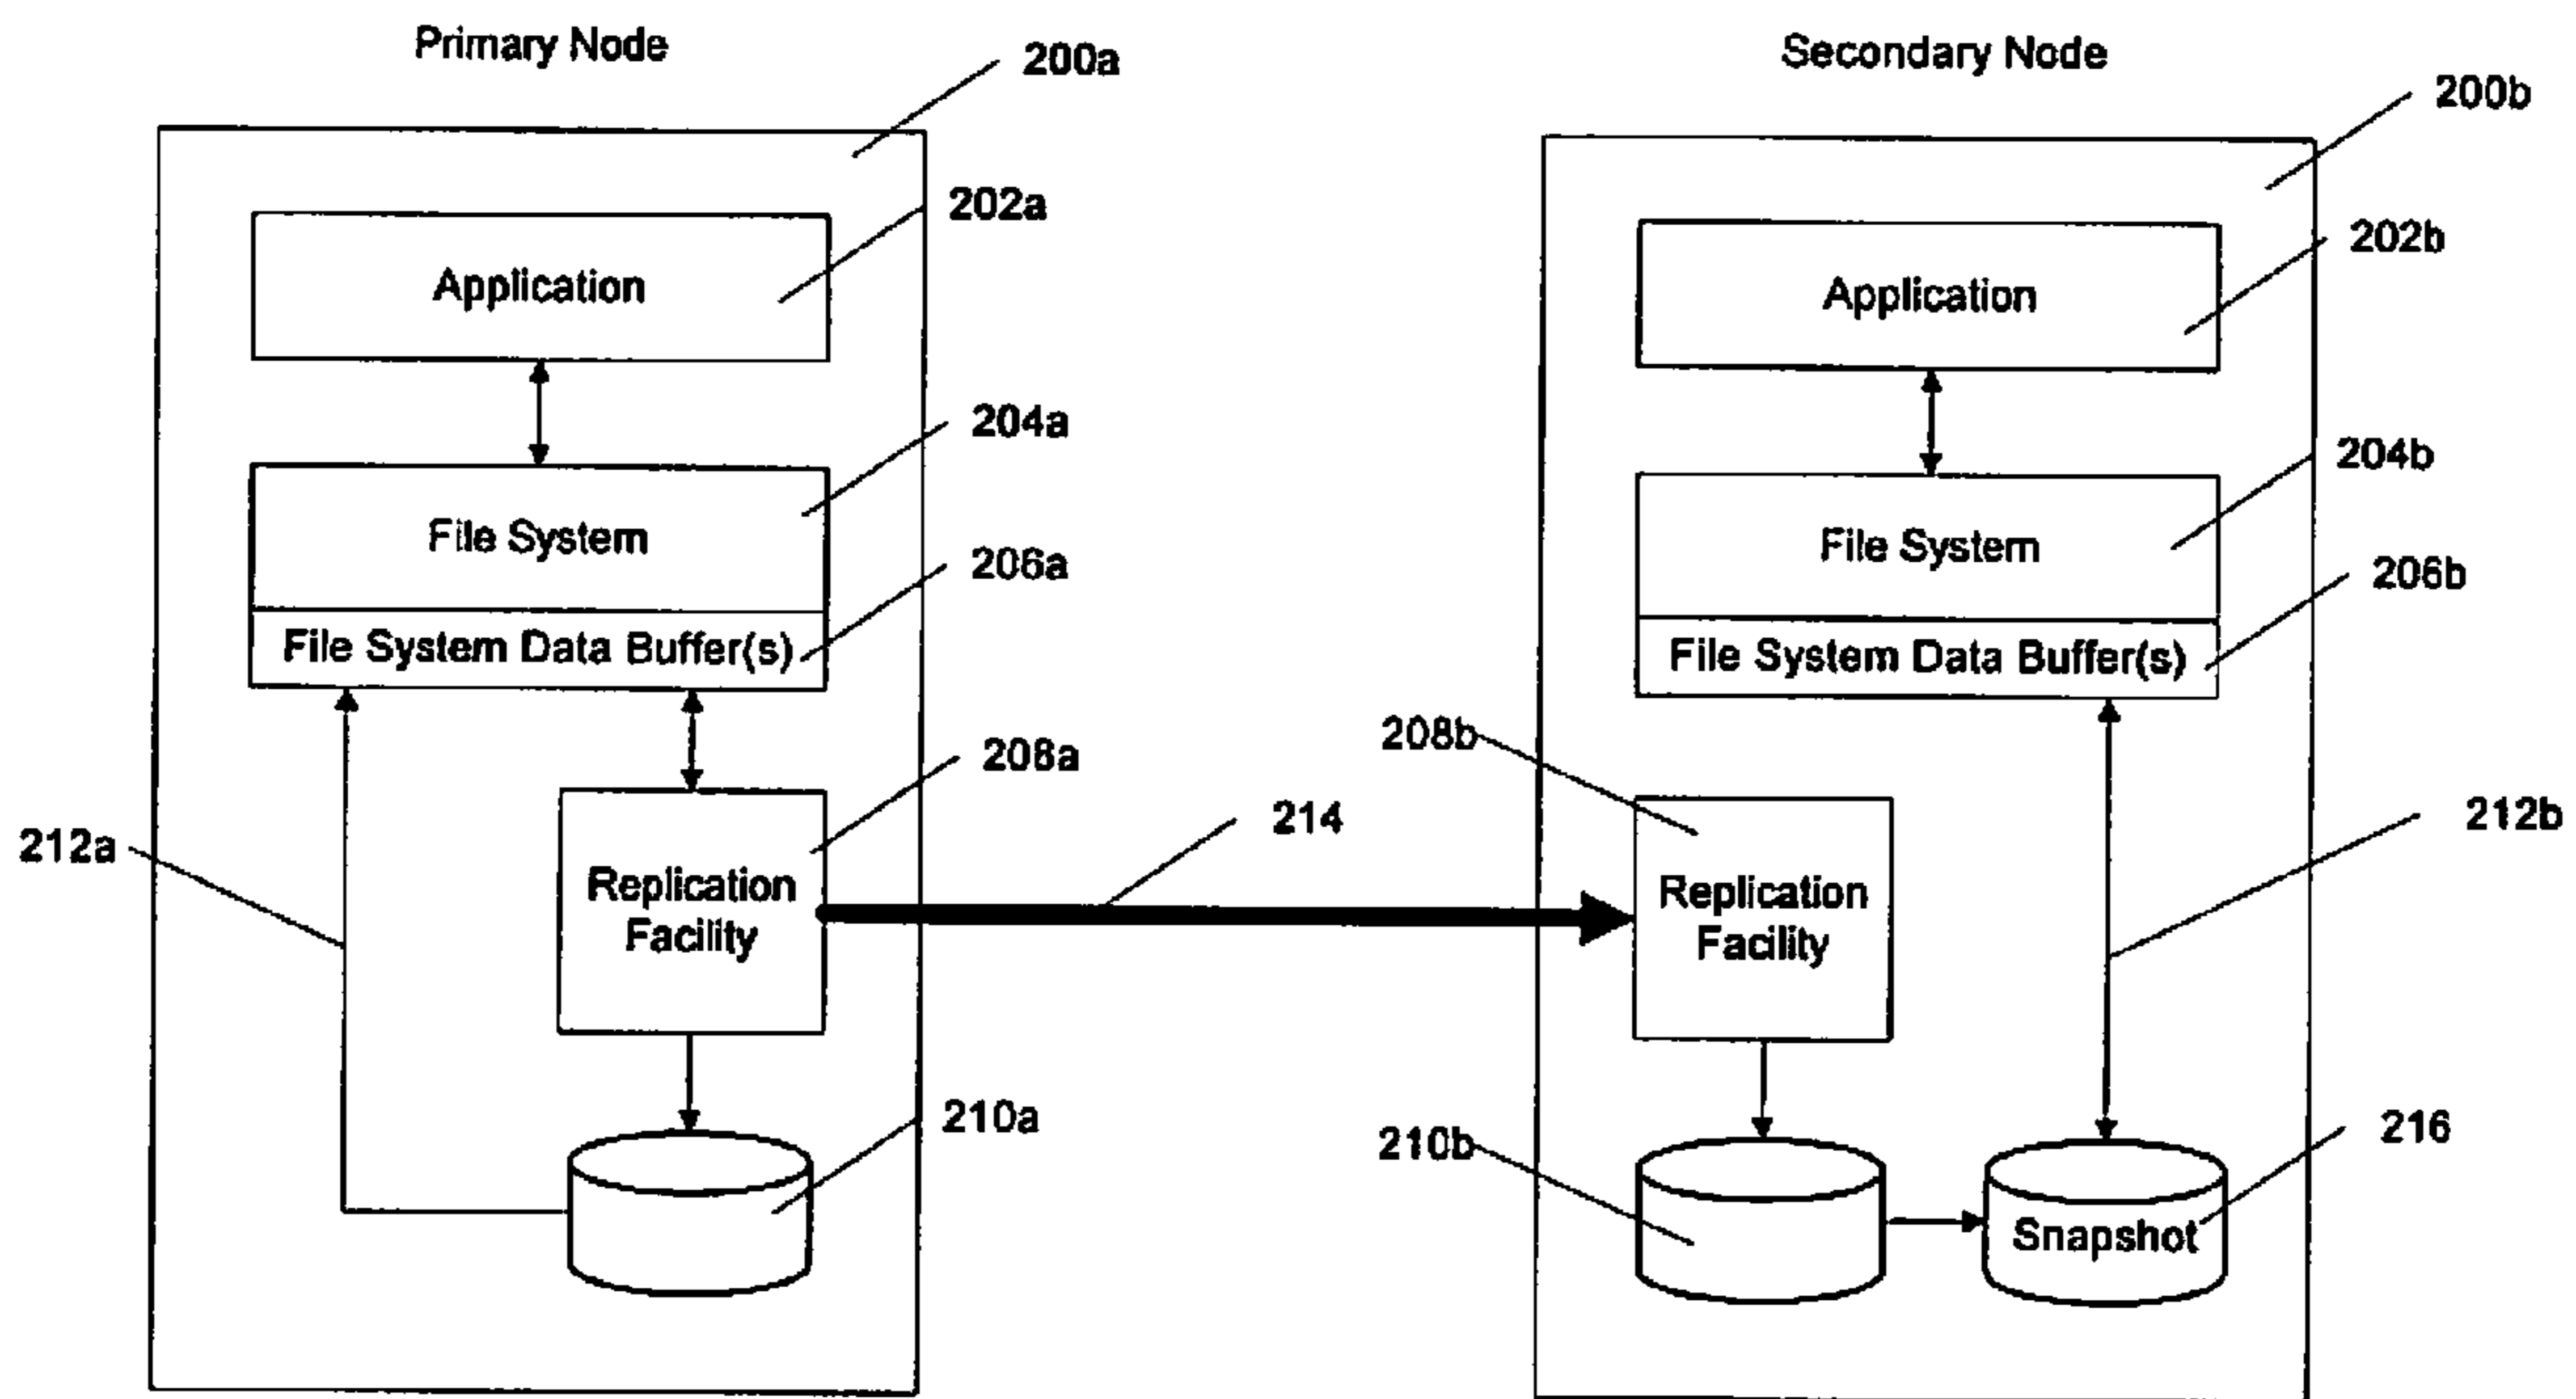 Primary Node
200a
Secondary Node
200b
202a
Application
202b
Application
204a
File System
204b
File System
206a
File System Data Buffer(s)
206b
File System Data Buffer(s)
208a
208b
212a
214
212b
Replication
Facility
Replication
Facility
210a
210b
216
Snapshot